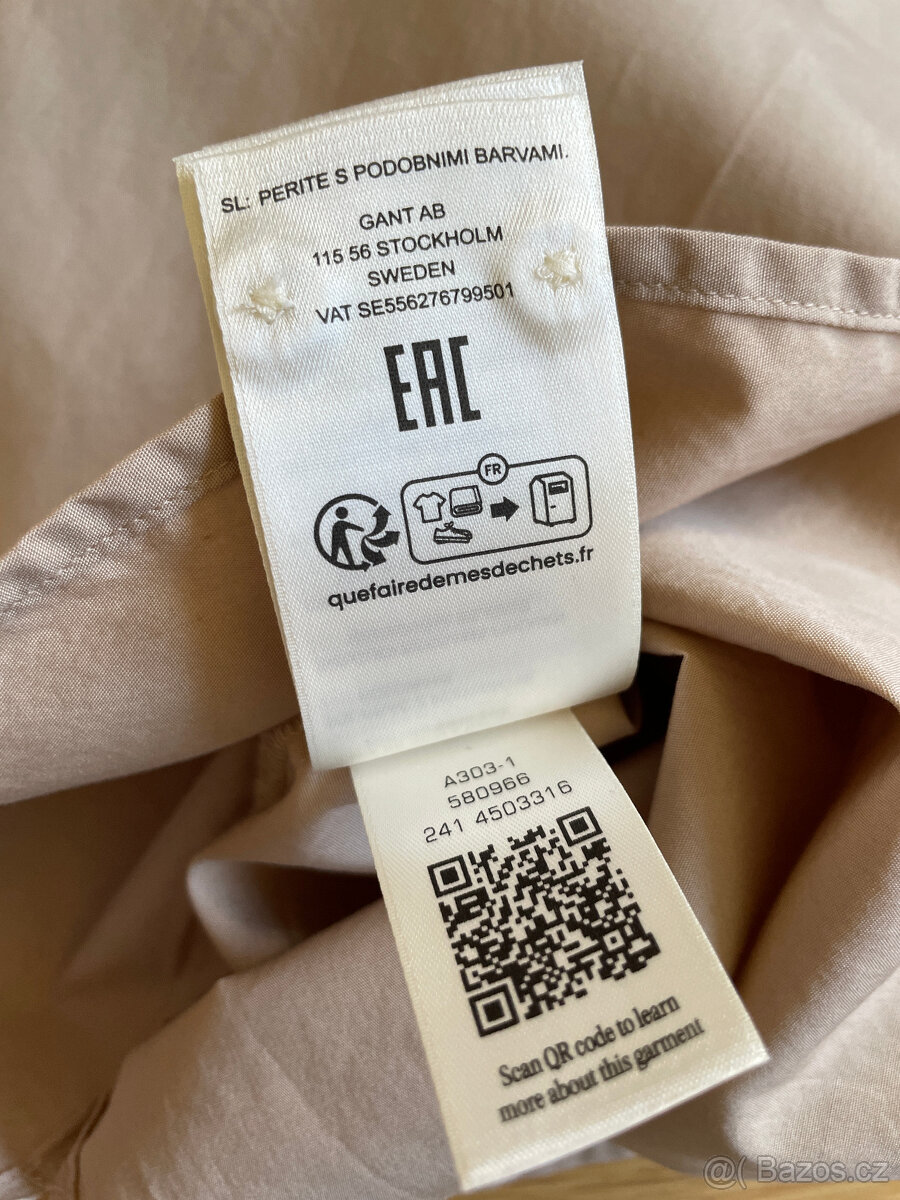 SL: PERITE S PODOBNIMI BARVAMI.
GANT AB
115 56 STOCKHOLM
SWEDEN
VAT SE556276799501
EAC
FR
quefairedemesdechets.fr
A303-1
580966
241 4503316
Scan QR code to learn
more about this garment
@( Bazos.cz